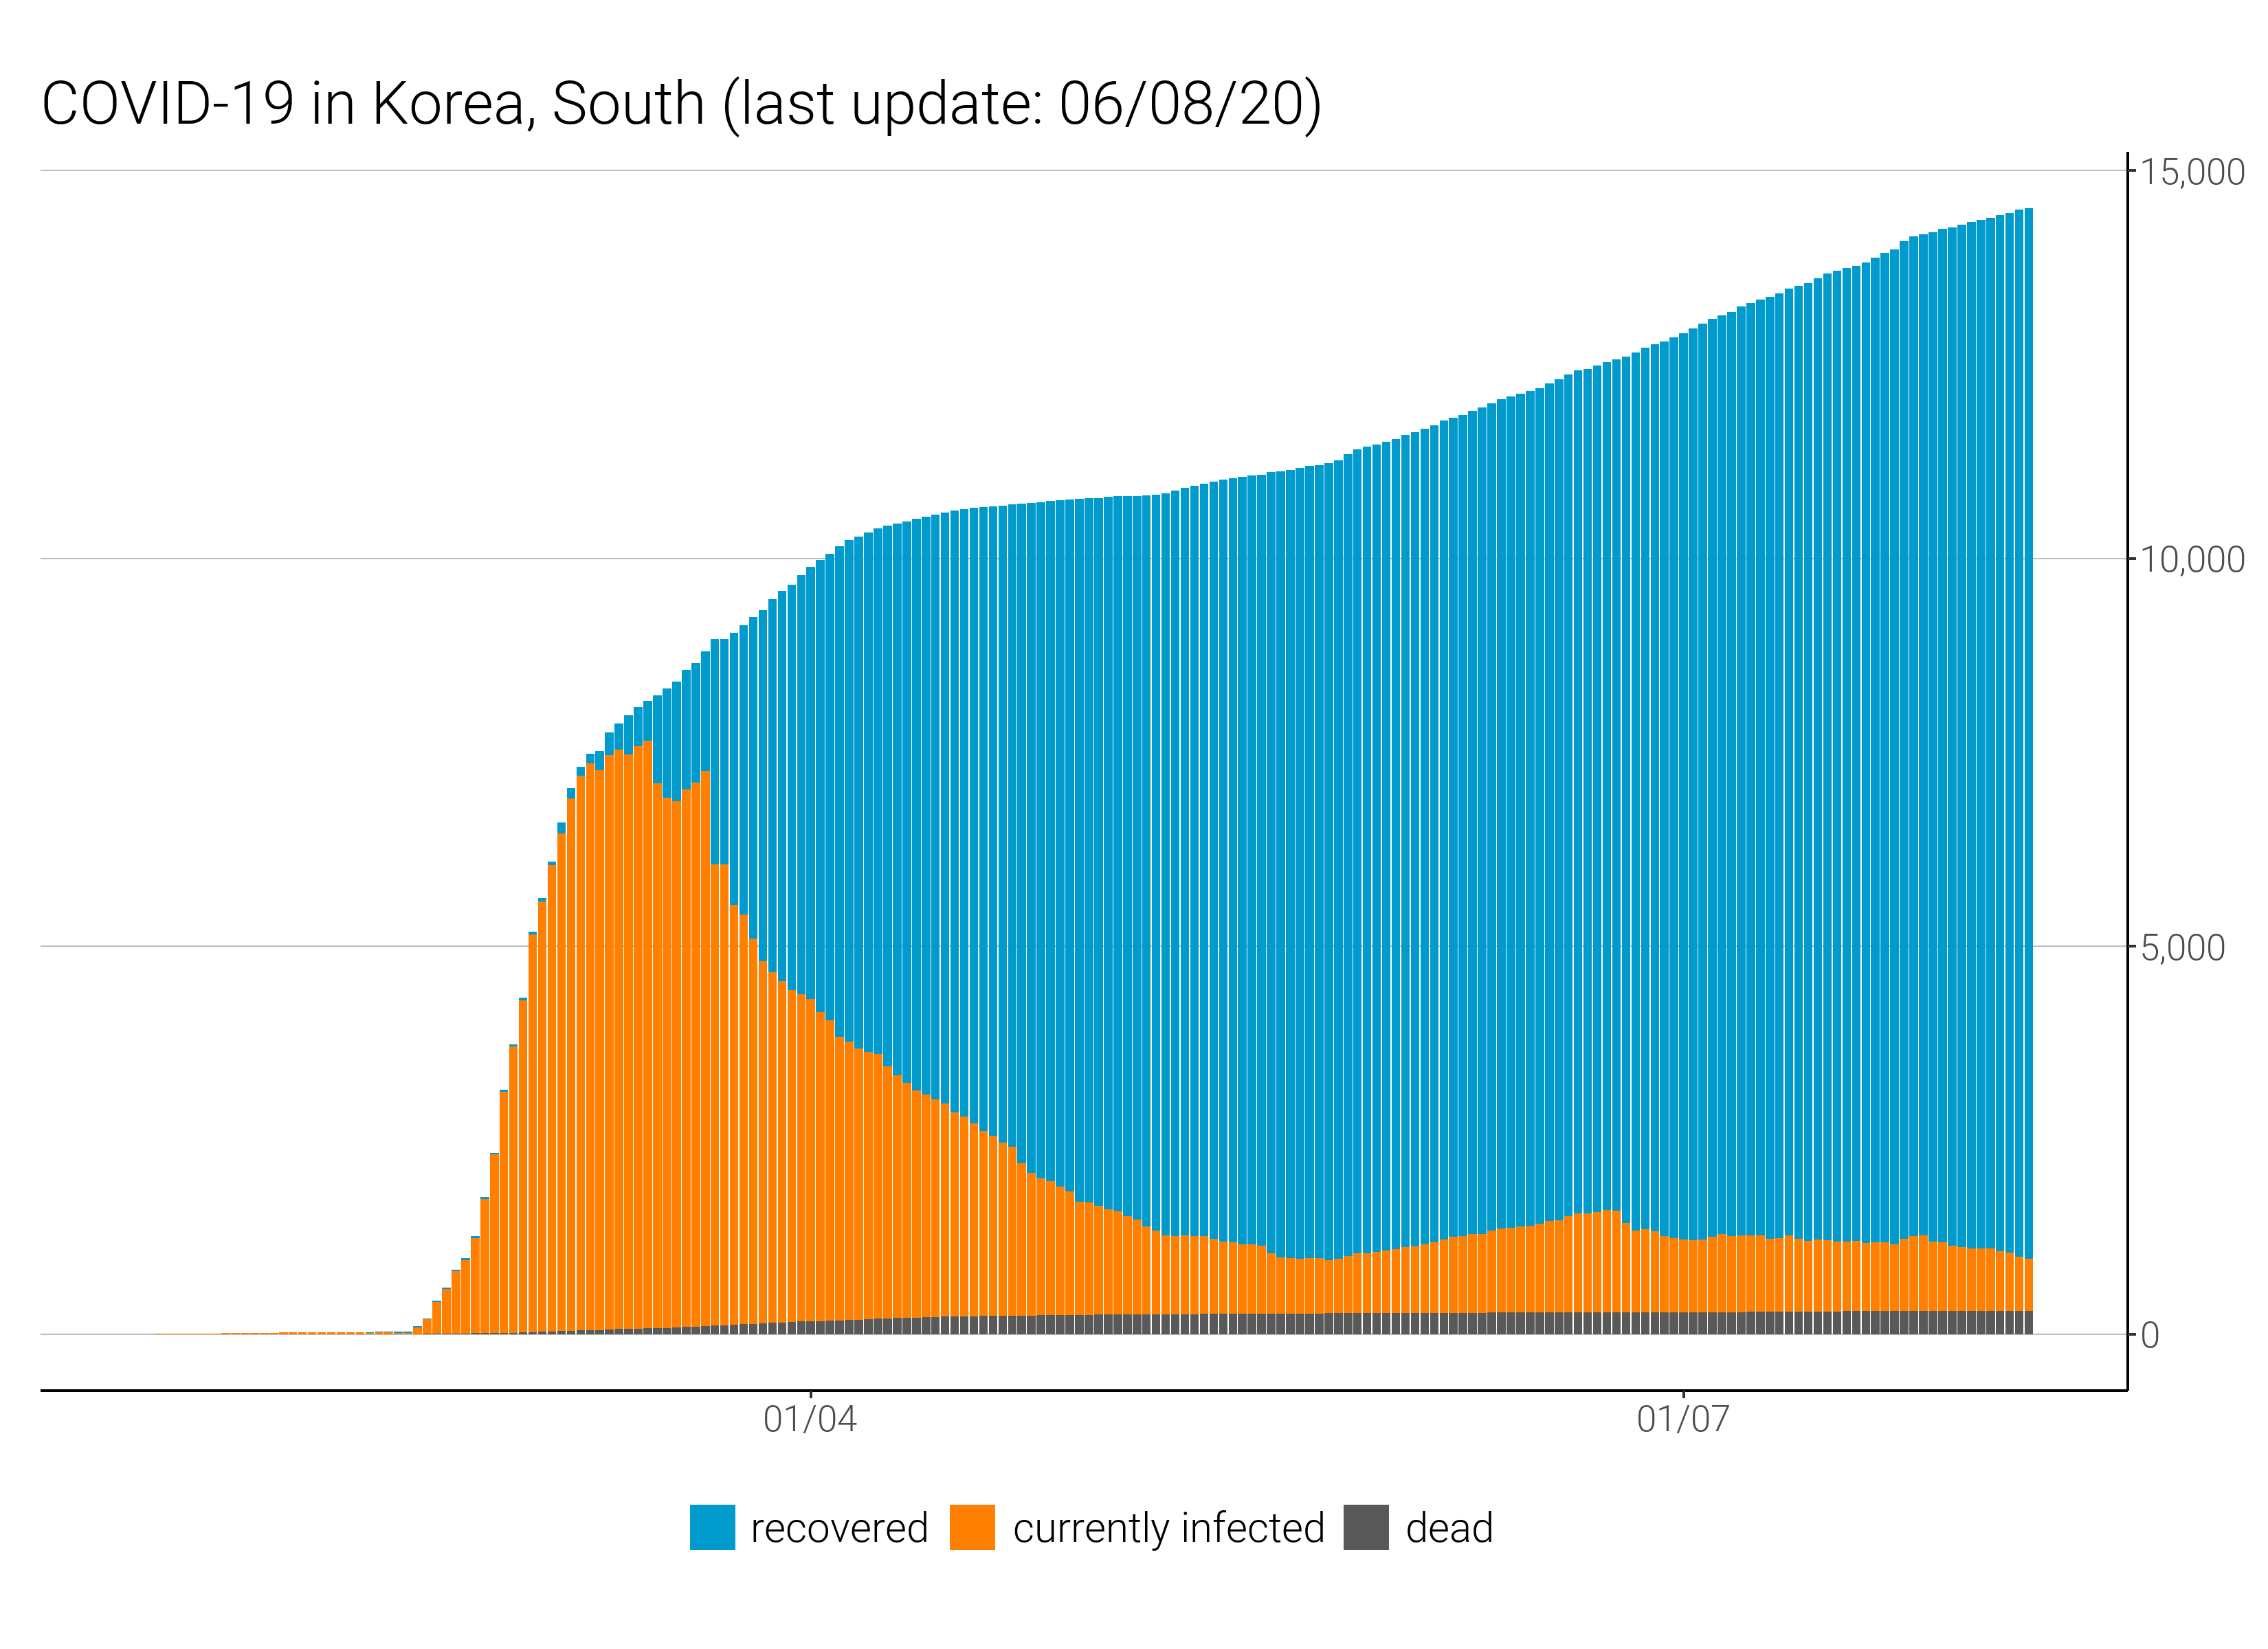 COVID-19 in Korea, South (last update: 06/08/20)
15,000
10,000
5,000
0
01/04 01/07
recovered currently infected dead